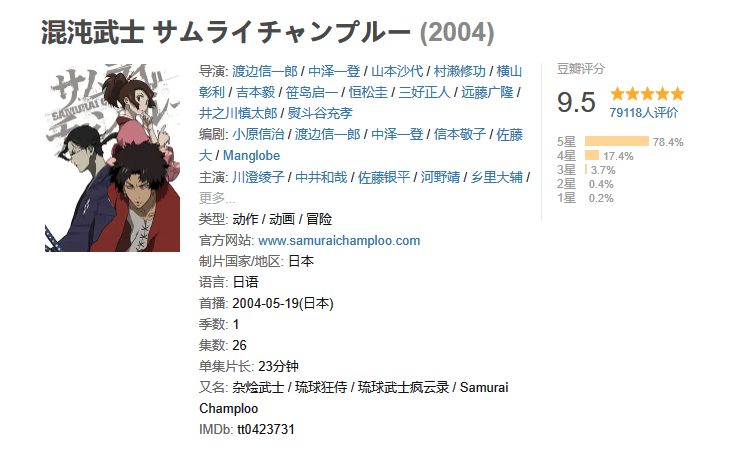 混沌武士 サムライチャンプルー (2004)
サムライ
SAMURAI CHAMPLOO
导演: 渡边信一郎 / 中泽一登 / 山本沙代 / 村濑修功 / 横山
彰利 / 吉本毅 / 笹岛启一 / 恒松圭 / 三好正人 / 远藤广隆 /
井之川慎太郎 / 熨斗谷充孝
编剧: 小原信治 / 渡边信一郎 / 中泽一登 / 信本敬子 / 佐藤
大 / Manglobe
主演: 川澄绫子 / 中井和哉 / 佐藤银平 / 河野靖 / 乡里大辅 /
更多...
类型: 动作 / 动画 / 冒险
官方网站: www.samuraichamploo.com
制片国家/地区: 日本
语言: 日语
首播: 2004-05-19(日本)
季数: 1
集数: 26
单集片长: 23分钟
又名: 杂烩武士 / 琉球狂侍 / 琉球武士疯云录 / Samurai
Champloo
IMDb: tt0423731
豆瓣评分
9.5
79118人评价
5星 78.4%
4星 17.4%
3星 3.7%
2星 0.4%
1星 0.2%